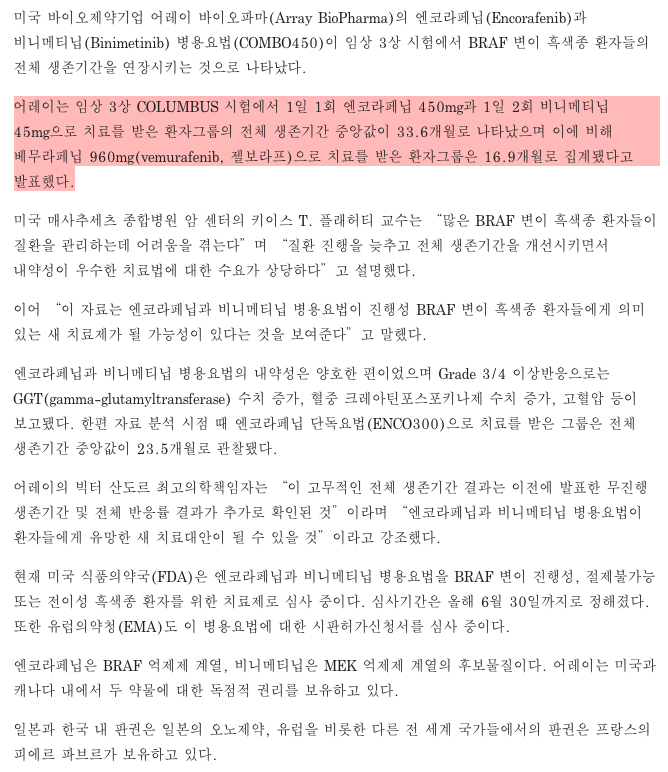 미국 바이오제약기업 어레이 바이오파마(Array BioPharma)의 엔코라페닙(Encorafenib)과
비니메티닙(Binimetinib) 병용요법(COMBO450)이 임상 3상 시험에서 BRAF 변이 흑색종 환자들의
전체 생존기간을 연장시키는 것으로 나타났다.
어레이는 임상 3상 COLUMBUS 시험에서 1일 1회 엔코라페닙 450mg과 1일 2회 비니메티닙
45mg으로 치료를 받은 환자그룹의 전체 생존기간 중앙값이 33.6개월로 나타났으며 이에 비해
베무라페닙 960mg(vemurafenib, 젤보라프)으로 치료를 받은 환자그룹은 16.9개월로 집계됐다고
발표했다.
미국 매사추세츠 종합병원 암 센터의 키이스 T. 플래허티 교수는 “많은 BRAF 변이 흑색종 환자들이
질환을 관리하는데 어려움을 겪는다” 며 “질환 진행을 늦추고 전체 생존기간을 개선시키면서
내약성이 우수한 치료법에 대한 수요가 상당하다” 고 설명했다.
이어 “이 자료는 엔코라페닙과 비니메티닙 병용요법이 진행성 BRAF 변이 흑색종 환자들에게 의미
있는 새 치료제가 될 가능성이 있다는 것을 보여준다” 고 말했다.
엔코라페닙과 비니메티닙 병용요법의 내약성은 양호한 편이었으며 Grade 3/4 이상반응으로는
GGT(gamma-glutamyltransferase) 수치 증가, 혈중 크레아틴포스포키나제 수치 증가, 고혈압 등이
보고됐다. 한편 자료 분석 시점 때 엔코라페닙 단독요법(ENCO300)으로 치료를 받은 그룹은 전체
생존기간 중앙값이 23.5개월로 관찰됐다.
어레이의 빅터 산도르 최고의학책임자는 “이 고무적인 전체 생존기간 결과는 이전에 발표한 무진행
생존기간 및 전체 반응률 결과가 추가로 확인된 것” 이라며 “엔코라페닙과 비니메티닙 병용요법이
환자들에게 유망한 새 치료대안이 될 수 있을 것” 이라고 강조했다.
현재 미국 식품의약국(FDA)은 엔코라페닙과 비니메티닙 병용요법을 BRAF 변이 진행성, 절제불가능
또는 전이성 흑색종 환자를 위한 치료제로 심사 중이다. 심사기간은 올해 6월 30일까지로 정해졌다.
또한 유럽의약청(EMA)도 이 병용요법에 대한 시판허가신청서를 심사 중이다.
엔코라페닙은 BRAF 억제제 계열, 비니메티닙은 MEK 억제제 계열의 후보물질이다. 어레이는 미국과
캐나다 내에서 두 약물에 대한 독점적 권리를 보유하고 있다.
일본과 한국 내 판권은 일본의 오노제약, 유럽을 비롯한 다른 전 세계 국가들에서의 판권은 프랑스의
피에르 파브르가 보유하고 있다.